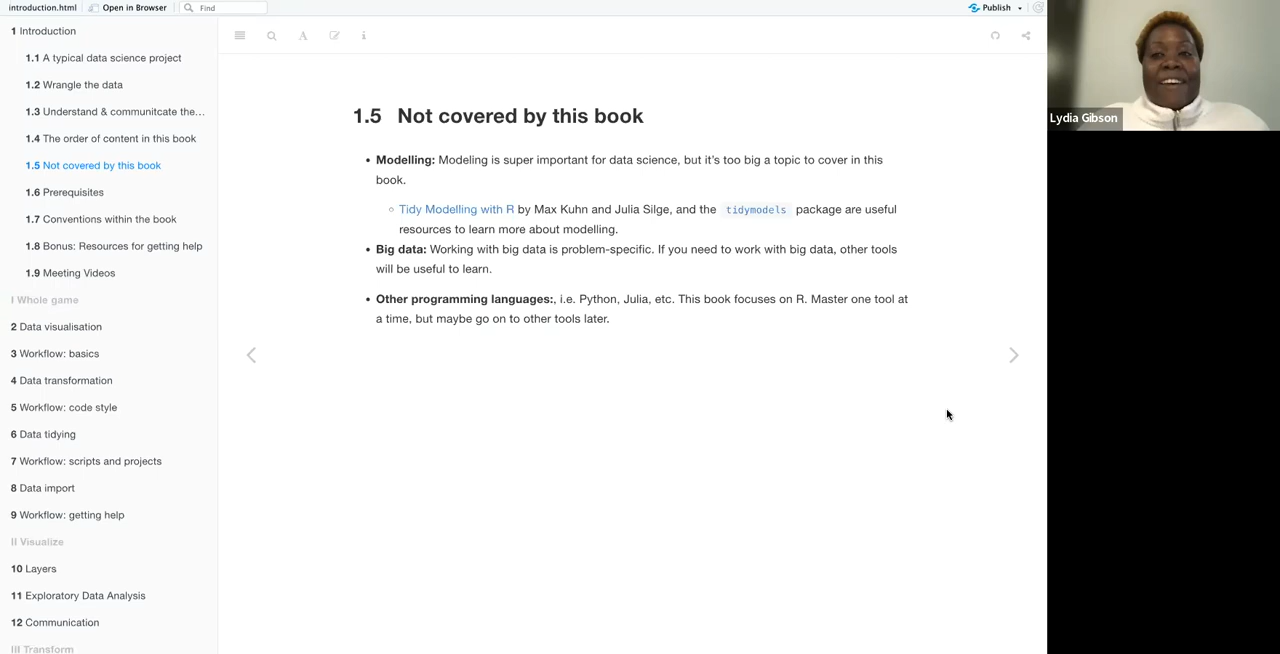 introduction.html
Open in Browser
Find
Publish
1 Introduction
1.1 A typical data science project
1.2 Wrangle the data
1.3 Understand & communitcate the...
1.4 The order of content in this book
1.5 Not covered by this book
1.6 Prerequisites
1.7 Conventions within the book
1.8 Bonus: Resources for getting help
1.9 Meeting Videos
I Whole game
2 Data visualisation
3 Workflow: basics
4 Data transformation
5 Workflow: code style
6 Data tidying
7 Workflow: scripts and projects
8 Data import
9 Workflow: getting help
II Visualize
10 Layers
11 Exploratory Data Analysis
12 Communication
III Transform
1.5 Not covered by this book
• Modelling: Modeling is super important for data science, but it's too big a topic to cover in this
book.
○ Tidy Modelling with R by Max Kuhn and Julia Silge, and the tidymodels package are useful
resources to learn more about modelling.
• Big data: Working with big data is problem-specific. If you need to work with big data, other tools
will be useful to learn.
• Other programming languages:, i.e. Python, Julia, etc. This book focuses on R. Master one tool at
a time, but maybe go on to other tools later.
Lydia Gibson